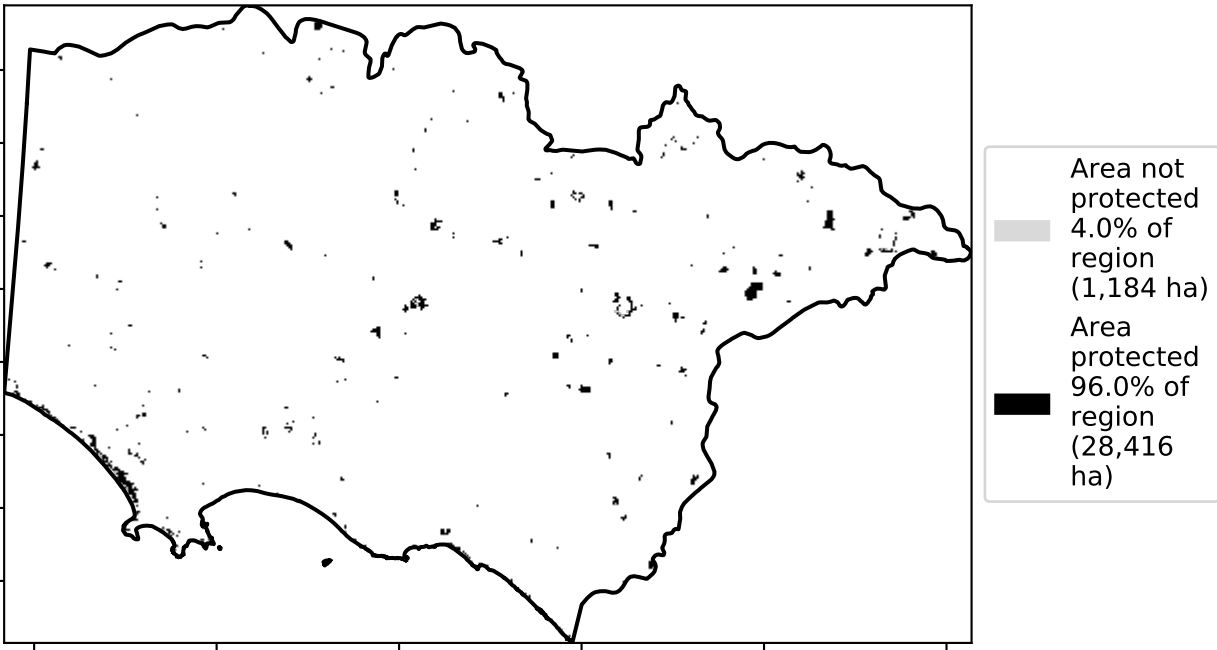 Area not
protected
4.0% of
region
(1,184 ha)
Area
protected
96.0% of
region
(28,416
ha)